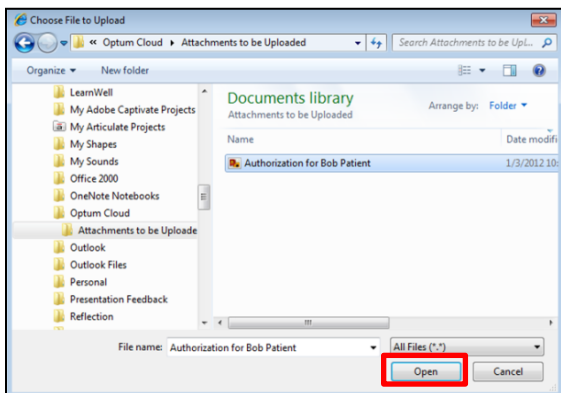 Choose File to Upload
« Optum Cloud ▸ Attachments to be Uploaded
Search Attachments to be Upl...
Organize
New folder
LearnWell
My Adobe Captivate Projects
My Articulate Projects
My Shapes
My Sounds
Office 2000
OneNote Notebooks
Optum Cloud
Attachments to be Uploade
Outlook
Outlook Files
Personal
Presentation Feedback
Reflection
Documents library
Attachments to be Uploaded
Arrange by: Folder
Name
Date modifi
Authorization for Bob Patient
1/3/2012 10:
File name: Authorization for Bob Patient
All Files (*.*)
Open
Cancel